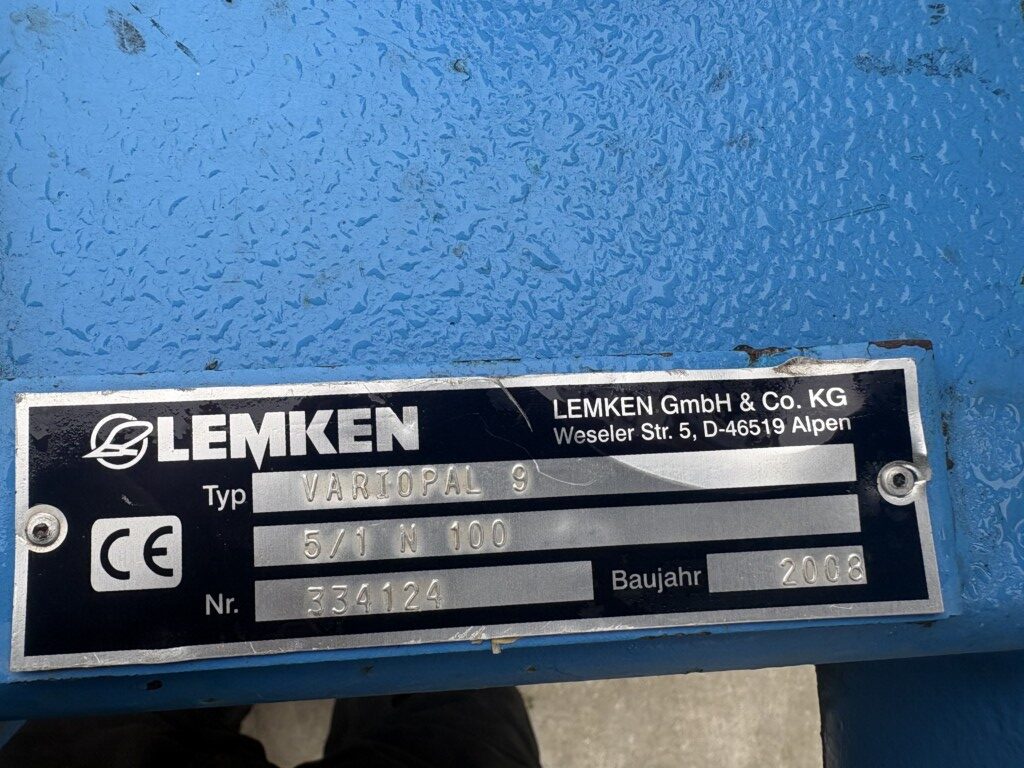 LEMKEN
LEMKEN GmbH & Co. KG
Weseler Str. 5, D-46519 Alpen
Typ VARIOPAL 9
5/1 N 100
CE
Nr. 334124
Baujahr 2008